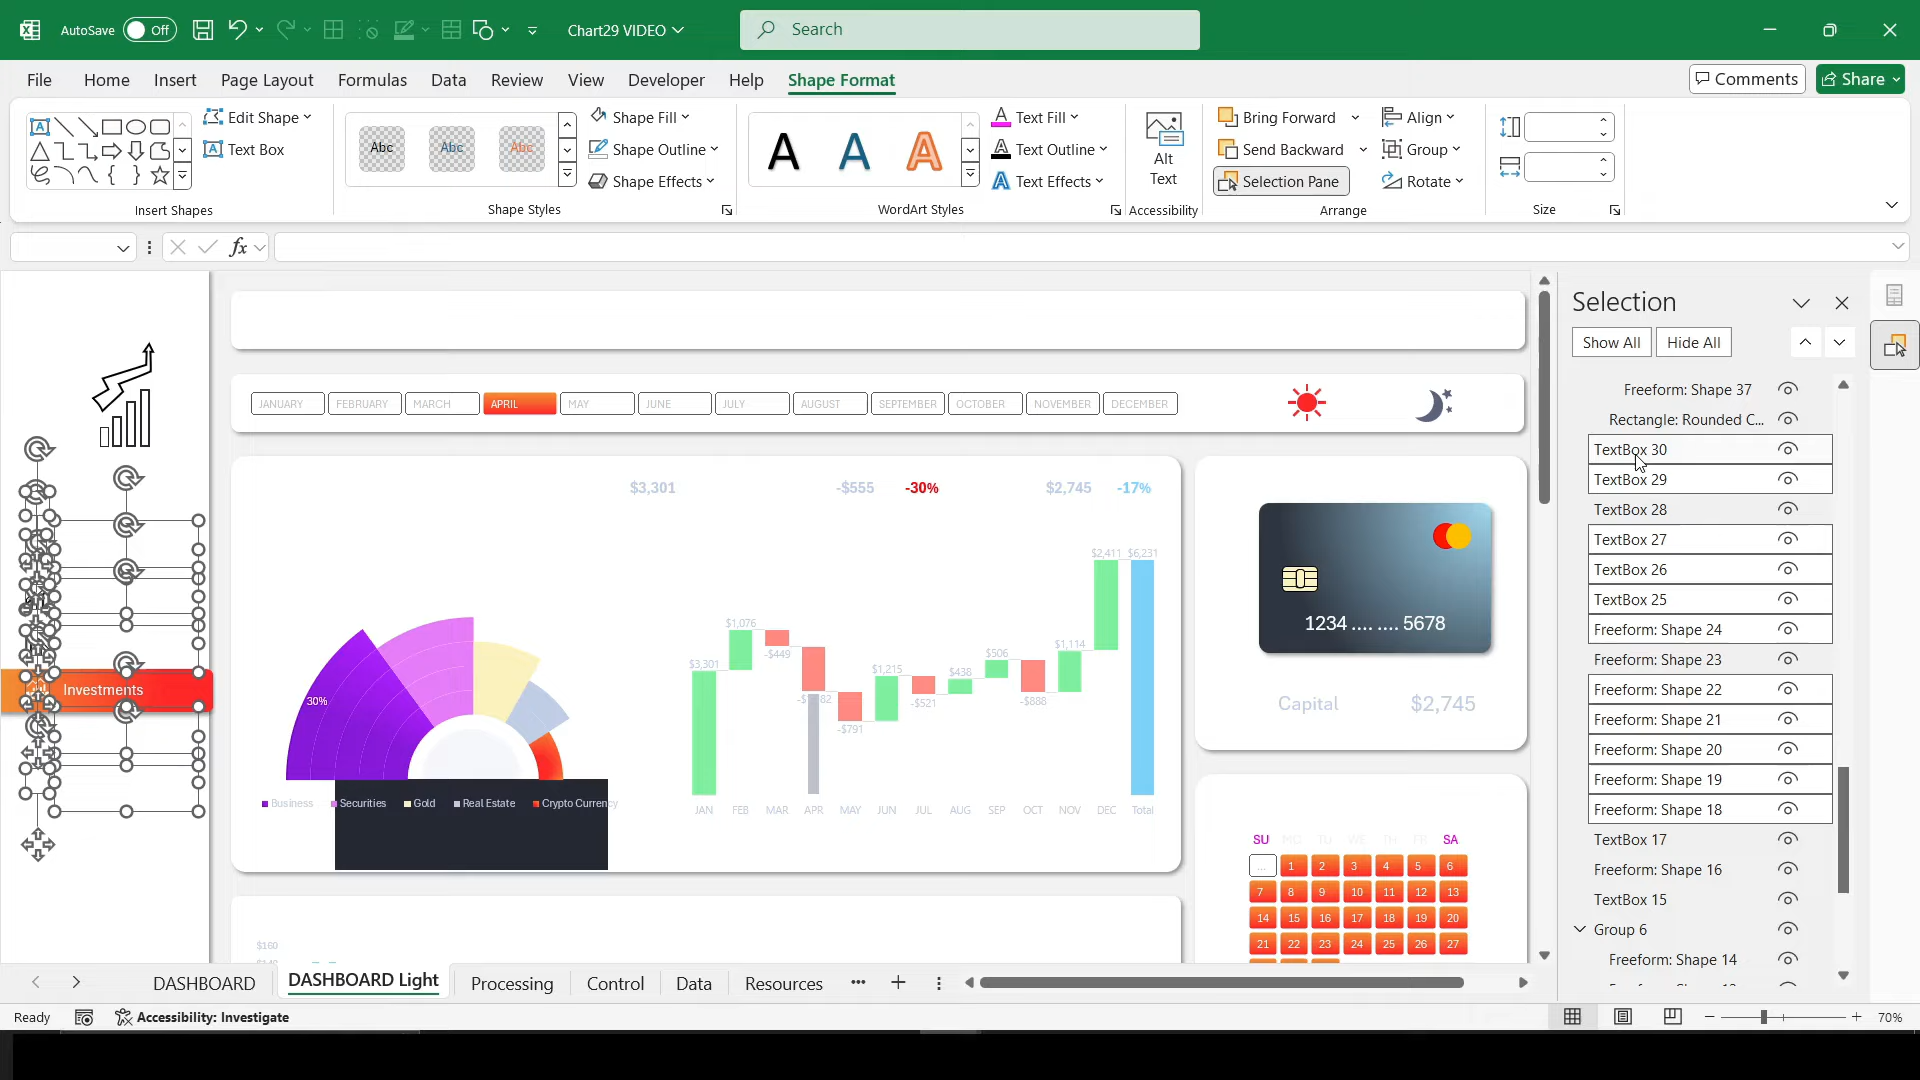 AutoSave Off Chart29 VIDEO Search
File Home Insert Page Layout Formulas Data Review View Developer Help Shape Format Comments Share
Edit Shape
Text Box
Insert Shapes
Abc Abc Abc
Shape Fill
Shape Outline
Shape Effects
Shape Styles
A A A
Text Fill
Text Outline
Text Effects
WordArt Styles
Alt
Text
Accessibility
Bring Forward
Send Backward
Selection Pane
Align
Group
Rotate
Arrange
Size
fx
Investments
JANUARY FEBRUARY MARCH APRIL MAY JUNE JULY AUGUST SEPTEMBER OCTOBER NOVEMBER DECEMBER
$3,301 -$555 -30% $2,745 -17%
30%
Business Securities Gold Real Estate Crypto Currency
$2,411 $6,231
$1,076
-$449
$3,301
$1,215
$438
$506
$1,114
-$521
-$888
-$791
JAN FEB MAR APR MAY JUN JUL AUG SEP OCT NOV DEC Total
1234 .... .... 5678
Capital $2,745
SU MO TU WE TH FR SA
... 1 2 3 4 5 6
7 8 9 10 11 12 13
14 15 16 17 18 19 20
21 22 23 24 25 26 27
$160
Selection
Show All Hide All
Freeform: Shape 37
Rectangle: Rounded C...
TextBox 30
TextBox 29
TextBox 28
TextBox 27
TextBox 26
TextBox 25
Freeform: Shape 24
Freeform: Shape 23
Freeform: Shape 22
Freeform: Shape 21
Freeform: Shape 20
Freeform: Shape 19
Freeform: Shape 18
TextBox 17
Freeform: Shape 16
TextBox 15
Group 6
Freeform: Shape 14
DASHBOARD DASHBOARD Light Processing Control Data Resources ...
Ready Accessibility: Investigate 70%